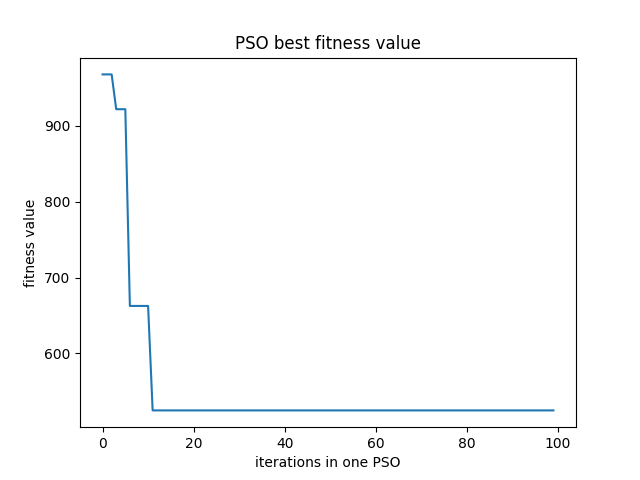 PSO best fitness value
900
800
700
600
fitness value
0 20 40 60 80 100
iterations in one PSO